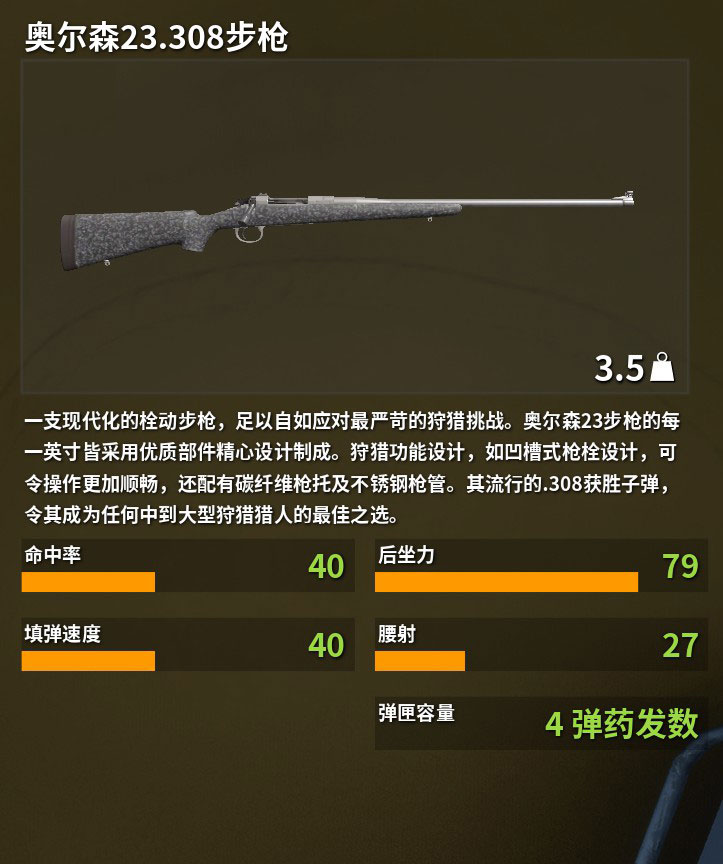 奥尔森23.308步枪
3.5
一支现代化的栓动步枪，足以自如应对最严苛的狩猎挑战。奥尔森23步枪的每
一英寸皆采用优质部件精心设计制成。狩猎功能设计，如凹槽式枪栓设计，可
令操作更加顺畅，还配有碳纤维枪托及不锈钢枪管。其流行的.308获胜子弹，
令其成为任何中到大型狩猎猎人的最佳之选。
命中率 40
后坐力 79
填弹速度 40
腰射 27
弹匣容量 4 弹药发数